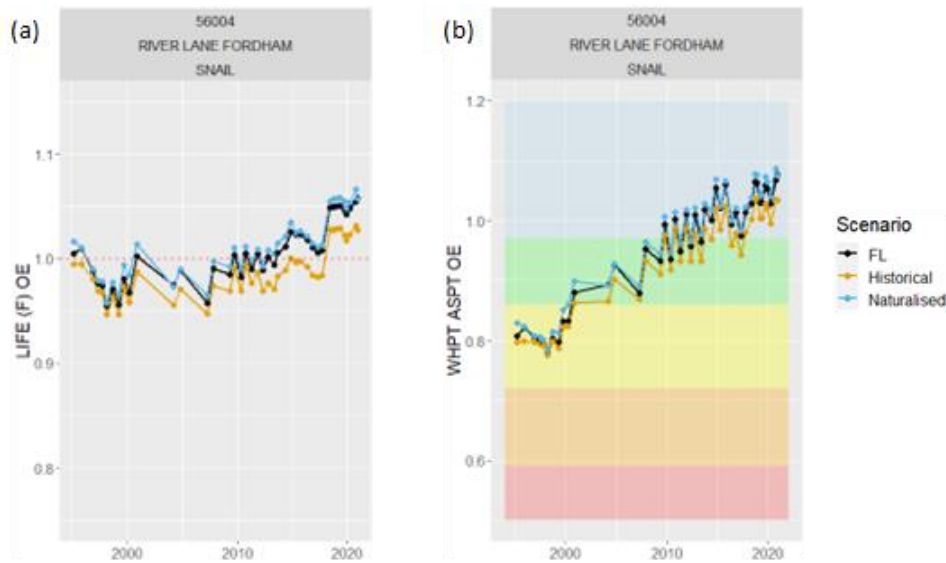 (a)
56004
RIVER LANE FORDHAM
SNAIL
LIFE (F) OE
1.1
1.0
0.9
0.8
2000
2010
2020
(b)
56004
RIVER LANE FORDHAM
SNAIL
WHPT ASPT OE
1.2
1.0
0.8
0.6
2000
2010
2020
Scenario
FL
Historical
Naturalised